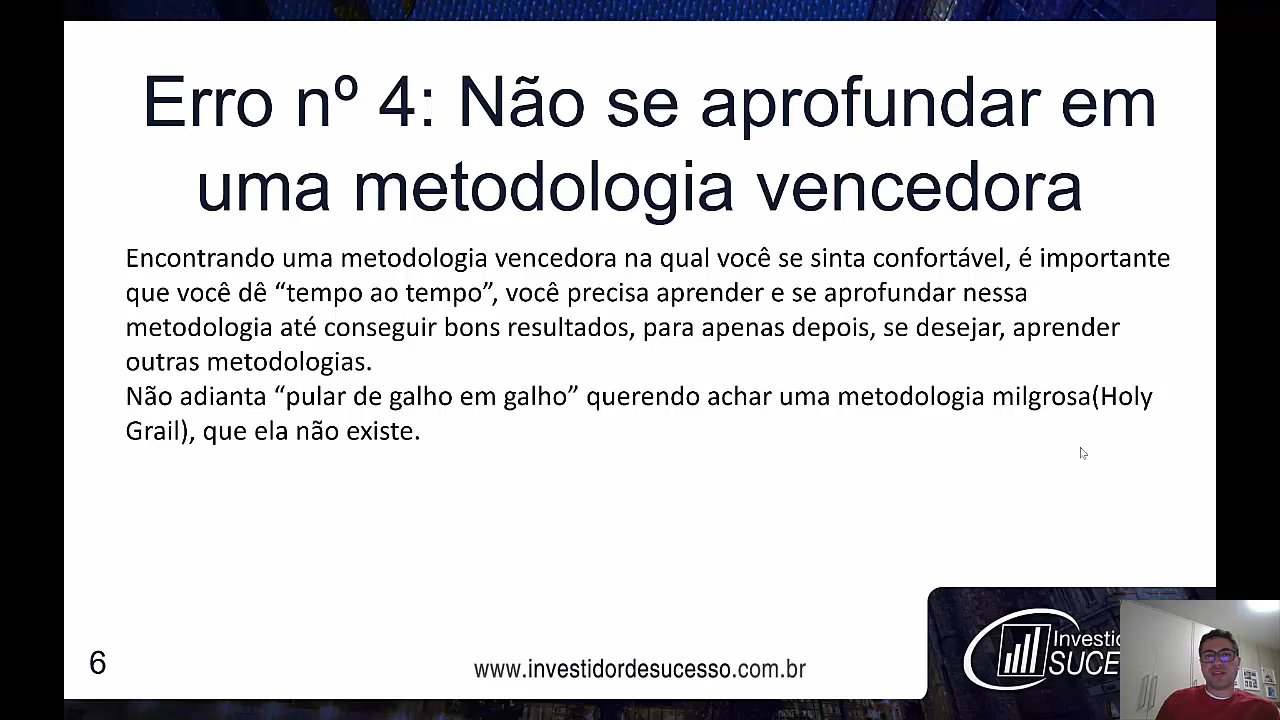 Erro nº 4: Não se aprofundar em
uma metodologia vencedora
Encontrando uma metodologia vencedora na qual você se sinta confortável, é importante
que você dê “tempo ao tempo”, você precisa aprender e se aprofundar nessa
metodologia até conseguir bons resultados, para apenas depois, se desejar, aprender
outras metodologias.
Não adianta “pular de galho em galho” querendo achar uma metodologia milgrosa(Holy
Grail), que ela não existe.
6
www.investidordesucesso.com.br